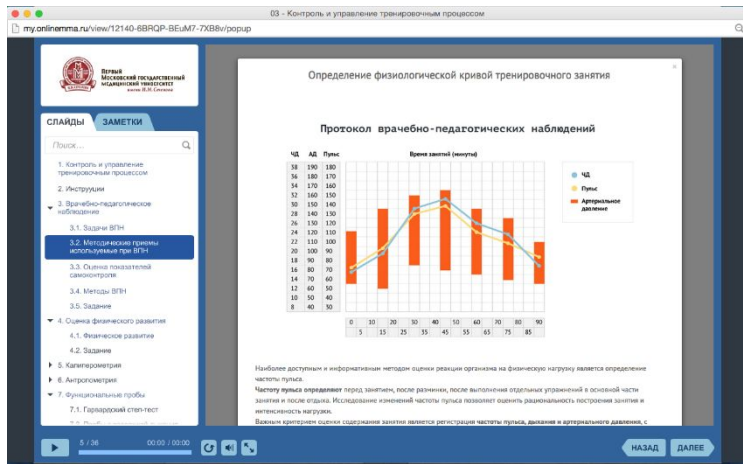 03 - Контроль и управление тренировочным процессом
my.onlinemma.ru/view/12140-6BRQP-BEuM7-7XB8v/popup
Первый
Московский государственный
медицинский университет
имени И.М. Сеченова
СЛАЙДЫ ЗАМЕТКИ
Поиск...
1. Контроль и управление
тренировочным процессом
2. Инструкции
3. Врачебно-педагогическое
наблюдение
3.1. Задачи ВПН
3.2. Методические приемы
используемые при ВПН
3.3. Оценка показателей
самоконтроля
3.4. Методы ВПН
3.5. Задание
4. Оценка физического развития
4.1. Физическое развитие
4.2. Задание
5. Калиперометрия
6. Антропометрия
7. Функциональные пробы
7.1. Гарвардский степ-тест
5 / 36 00:00 / 00:00
НАЗАД ДАЛЕЕ
Определение физиологической кривой тренировочного занятия
Протокол врачебно-педагогических наблюдений
ЧД АД Пульс Время занятий (минуты)
38 190 180
36 180 170
34 170 160
32 160 150
30 150 140
28 140 130
26 130 120
24 120 110
22 110 100
20 100 90
18 90 80
16 80 70
14 70 60
12 60 50
10 50 40
8 40 30
0 10 20 30 40 50 60 70 80 90
5 15 25 35 45 55 65 75 85
ЧД
Пульс
Артериальное
давление
Наиболее доступным и информативным методом оценки реакции организма на физическую нагрузку является определение
частоты пульса.
Частоту пульса определяют перед занятием, после разминки, после выполнения отдельных упражнений в основной части
занятия и после отдыха. Исследование изменений частоты пульса позволяет оценить рациональность построения занятия и
интенсивность нагрузки.
Важным критерием оценки содержания занятия является регистрация частоты пульса, дыхания и артериального давления, с